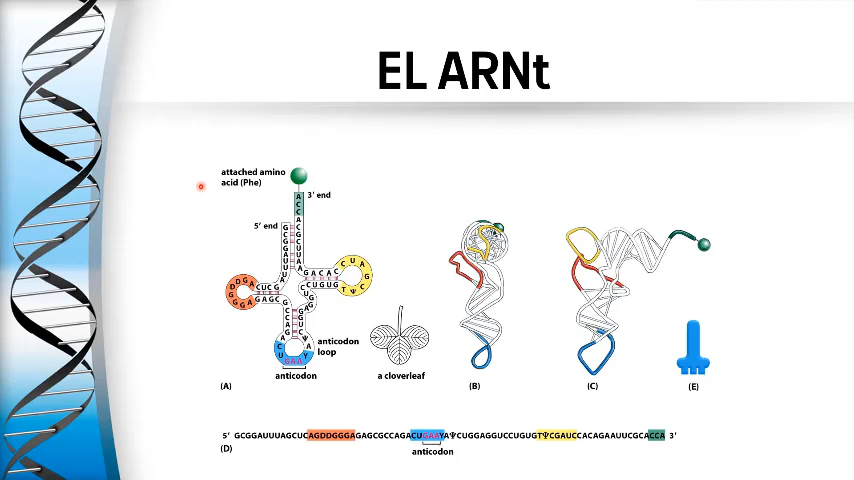 EL ARNt
attached amino
acid (Phe)
3′ end
5′ end
anticodon
loop
anticodon
a cloverleaf
(A)
(B)
(C)
(E)
5′ GCGGAUUUAGCUCAGDDGGGAGAGCGCCAGACUGAAYAΨCUGGAGGUCCUGUGTΨCGAUCCACAGAAUUCGCACCA 3′
(D)
anticodon